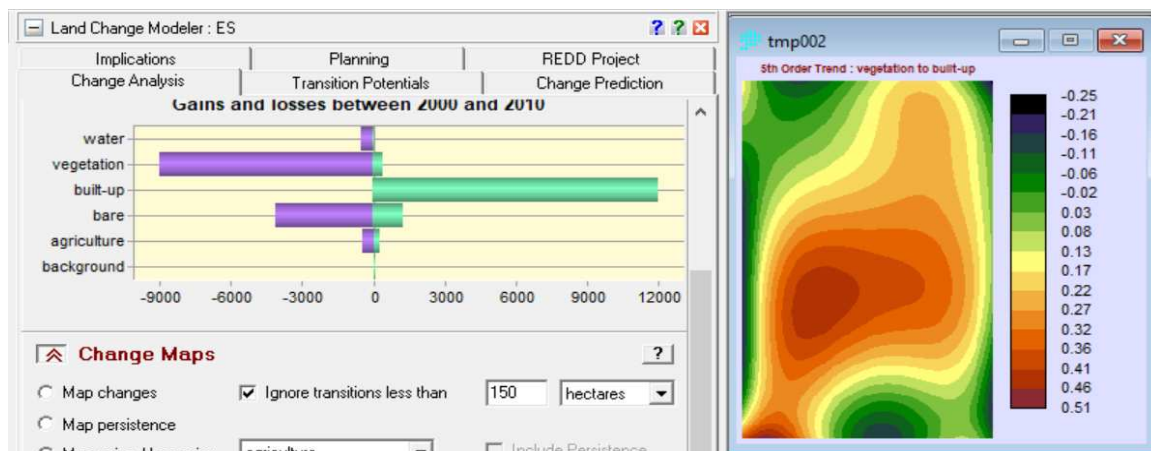 Land Change Modeler : ES
? ?
Implications Planning REDD Project
Change Analysis Transition Potentials Change Prediction
Gains and losses between 2000 and 2010
water
vegetation
built-up
bare
agriculture
background
-9000 -6000 -3000 0 3000 6000 9000 12000
Change Maps ?
Map changes Ignore transitions less than 150 hectares
Map persistence
agriculture Include Persistence
tmp002
5th Order Trend : vegetation to built-up
-0.25
-0.21
-0.16
-0.11
-0.06
-0.02
0.03
0.08
0.13
0.17
0.22
0.27
0.32
0.36
0.41
0.46
0.51